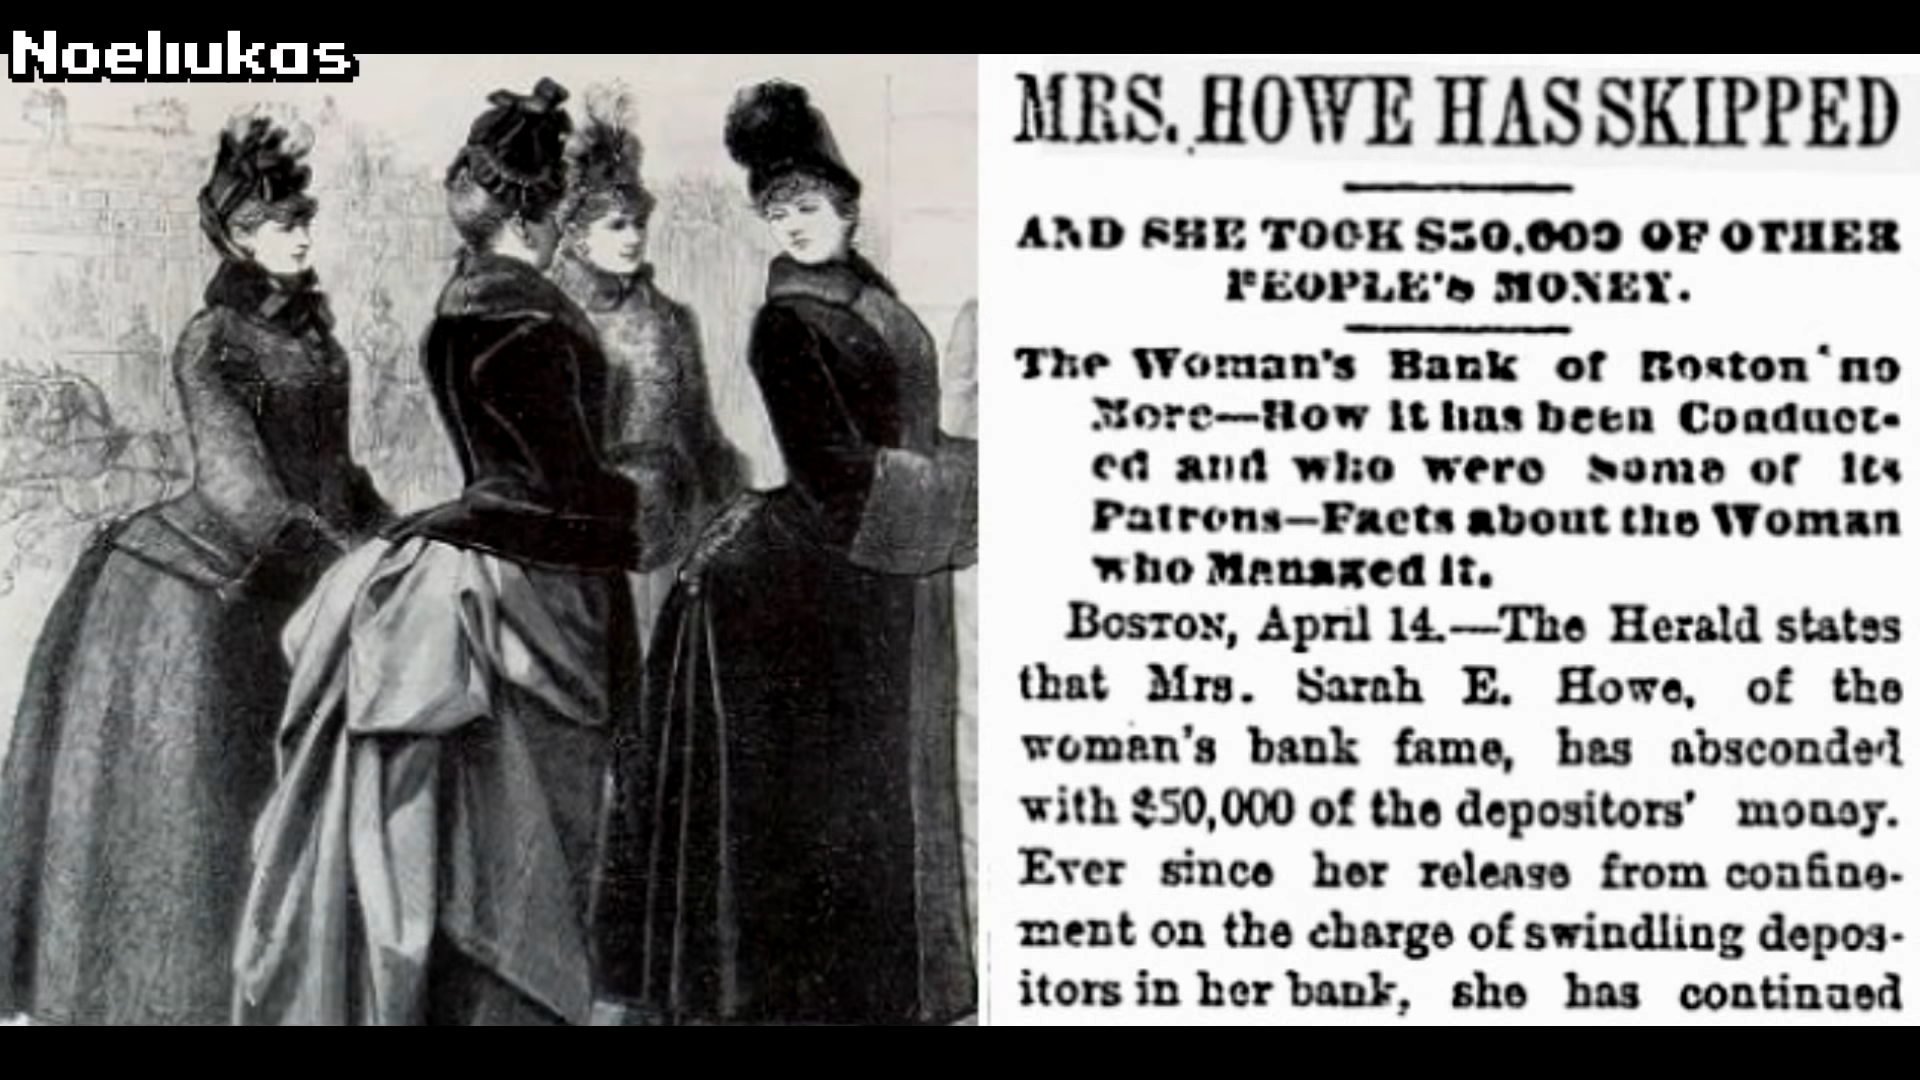 Noeliukas
MRS. HOWE HAS SKIPPED
AND SHE TOOK $50,000 OF OTHER
PEOPLE'S MONEY.
The Woman's Bank of Boston no
More—How it has been Conduct-
ed and who were some of its
Patrons—Facts about the Woman
who Managed it.
BOSTON, April 14.—The Herald states
that Mrs. Sarah E. Howe, of the
woman's bank fame, has absconded
with $50,000 of the depositors' money.
Ever since her release from confine-
ment on the charge of swindling depos-
itors in her bank, she has continued